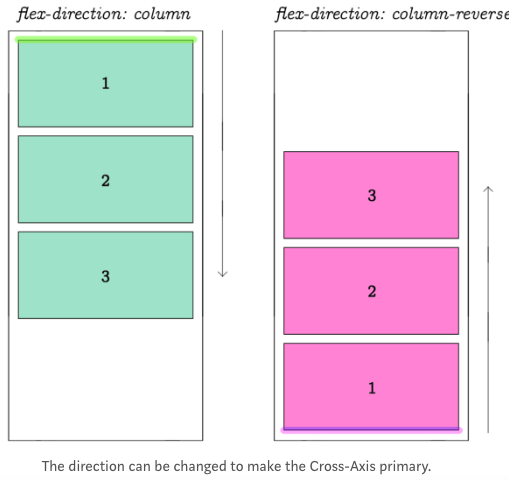 flex-direction: column
1
2
3
flex-direction: column-reverse
3
2
1
The direction can be changed to make the Cross-Axis primary.